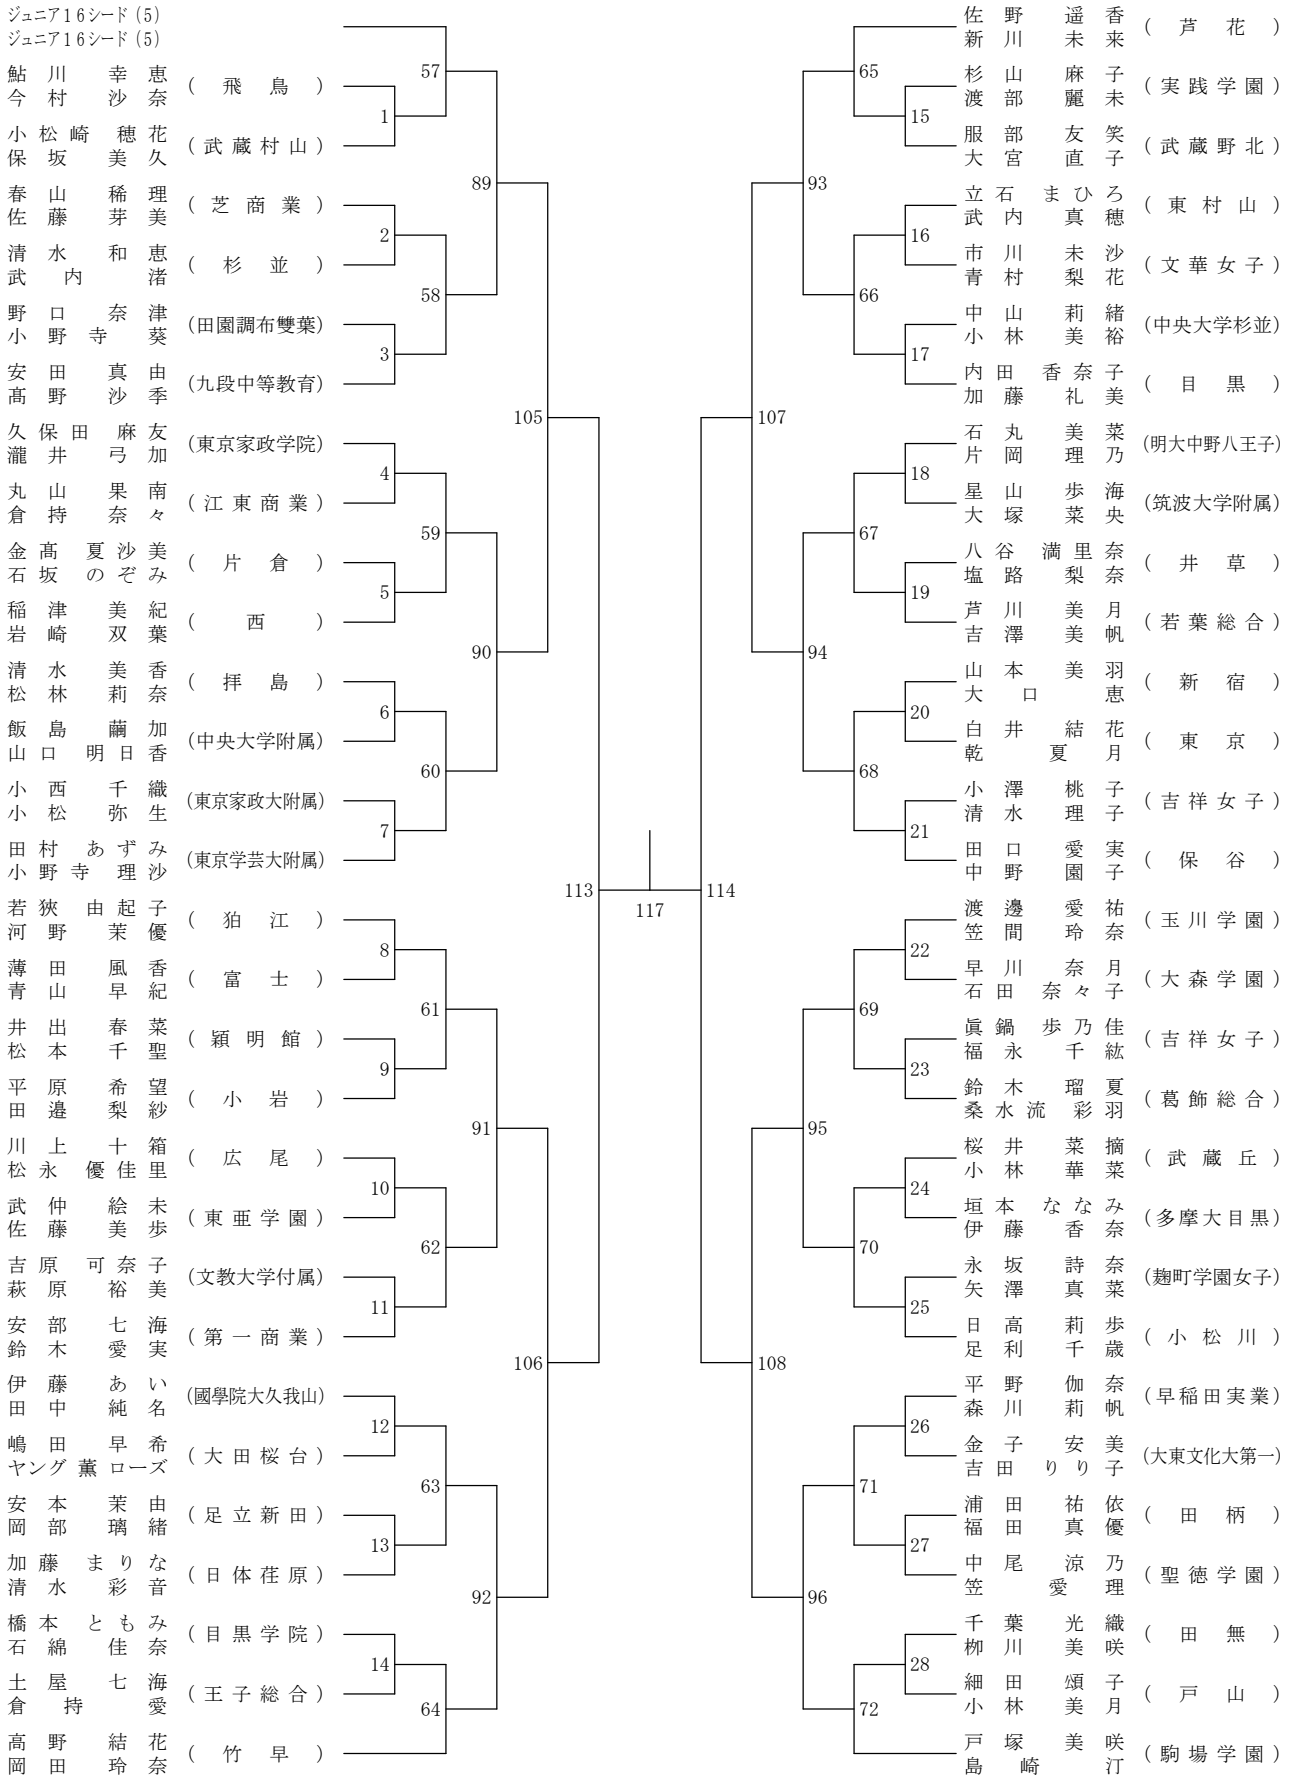 ジュニア16シード (5)
ジュニア16シード (5)
鮎川 幸恵
今村 沙奈
( 飛鳥 )
1
小松崎 穂花
保坂 美久
( 武蔵村山 )
57
春山 稀理
佐藤 芽美
( 芝商業 )
2
清水 和恵
武内 渚
( 杉並 )
89
58
野口 奈津
小野寺 葵
(田園調布雙葉)
3
安田 真由
髙野 沙季
(九段中等教育)
105
久保田 麻友
瀧井 弓加
(東京家政学院)
4
丸山 果南
倉持 奈々
( 江東商業 )
59
金髙 夏沙美
石坂 のぞみ
( 片倉 )
5
稲津 美紀
岩崎 双葉
( 西 )
90
清水 美香
松林 莉奈
( 拝島 )
6
飯島 繭加
山口 明日香
(中央大学附属)
60
小西 千織
小松 弥生
(東京家政大附属)
7
田村 あずみ
小野寺 理沙
(東京学芸大附属)
113
若狹 由起子
河野 茉優
( 狛江 )
8
薄田 風香
青山 早紀
( 富士 )
61
井出 春菜
松本 千聖
( 穎明館 )
9
平原 希望
田邉 梨紗
( 小岩 )
91
川上 十箱
松永 優佳里
( 広尾 )
10
武仲 絵未
佐藤 美歩
( 東亜学園 )
62
吉原 可奈子
萩原 裕美
(文教大学付属)
11
安部 七海
鈴木 愛実
( 第一商業 )
106
伊藤 あい
田中 純名
(國學院大久我山)
12
嶋田 早希
ヤング 薫 ローズ
( 大田桜台 )
63
安本 茉由
岡部 璃緒
( 足立新田 )
13
加藤 まりな
清水 彩音
( 日体荏原 )
92
橋本 ともみ
石綿 佳奈
( 目黒学院 )
14
土屋 七海
倉持 愛
( 王子総合 )
64
高野 結花
岡田 玲奈
( 竹早 )
117
佐野 遥香
新川 未来
( 芦花 )
65
杉山 麻子
渡部 麗未
( 実践学園 )
15
服部 友笑
大宮 直子
( 武蔵野北 )
93
立石 まひろ
武内 真穂
( 東村山 )
16
市川 未沙
青村 梨花
( 文華女子 )
66
中山 莉緒
小林 美裕
(中央大学杉並)
17
内田 香奈子
加藤 礼美
( 目黒 )
107
石丸 美菜
片岡 理乃
(明大中野八王子)
18
星山 歩海
大塚 菜央
(筑波大学附属)
67
八谷 満里奈
塩路 梨奈
( 井草 )
19
芦川 美月
吉澤 美帆
( 若葉総合 )
94
山本 美羽
大口 恵
( 新宿 )
20
白井 結花
乾 夏月
( 東京 )
68
小澤 桃子
清水 理子
( 吉祥女子 )
21
田口 愛実
中野 園子
( 保谷 )
114
渡邊 愛祐
笠間 玲奈
( 玉川学園 )
22
早川 奈月
石田 奈々子
( 大森学園 )
69
眞鍋 歩乃佳
福永 千紘
( 吉祥女子 )
23
鈴木 瑠夏
桑水流 彩羽
( 葛飾総合 )
95
桜井 菜摘
小林 華菜
( 武蔵丘 )
24
垣本 ななみ
伊藤 香奈
(多摩大目黒)
70
永坂 詩奈
矢澤 真菜
(麹町学園女子)
25
日高 莉歩
足利 千歳
( 小松川 )
108
平野 伽奈
森川 莉帆
(早稲田実業)
26
金子 安美
吉田 りり子
(大東文化大第一)
71
浦田 祐依
福田 真優
( 田柄 )
27
中尾 涼乃
笠 愛理
( 聖徳学園 )
96
千葉 光織
栁川 美咲
( 田無 )
28
細田 頌子
小林 美月
( 戸山 )
72
戸塚 美咲
島崎 汀
( 駒場学園 )